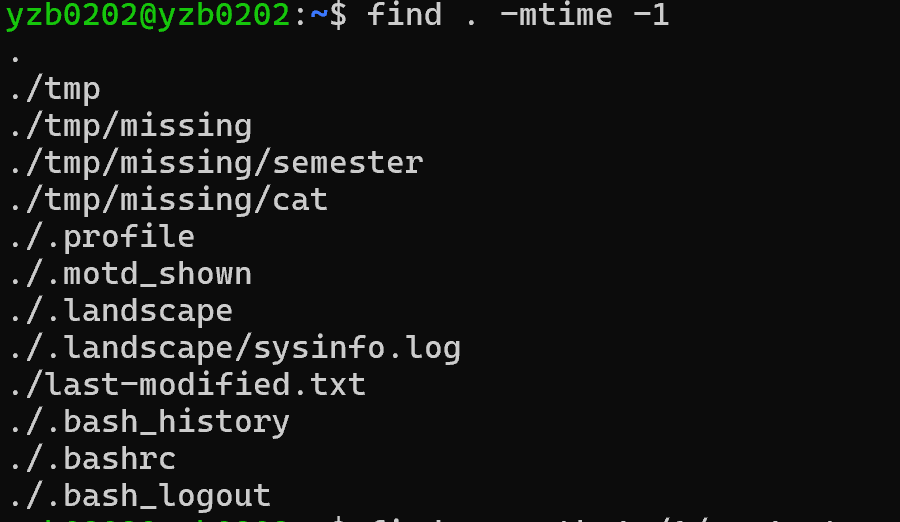 yzb0202@yzb0202:~$ find . -mtime -1
.
./tmp
./tmp/missing
./tmp/missing/semester
./tmp/missing/cat
./.profile
./.motd_shown
./.landscape
./.landscape/sysinfo.log
./last-modified.txt
./.bash_history
./.bashrc
./.bash_logout